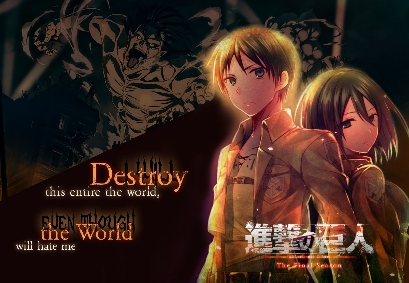 Destroy
this entire the world,
EVEN THOUGH
the World
will hate me
進撃の巨人
The Final Season